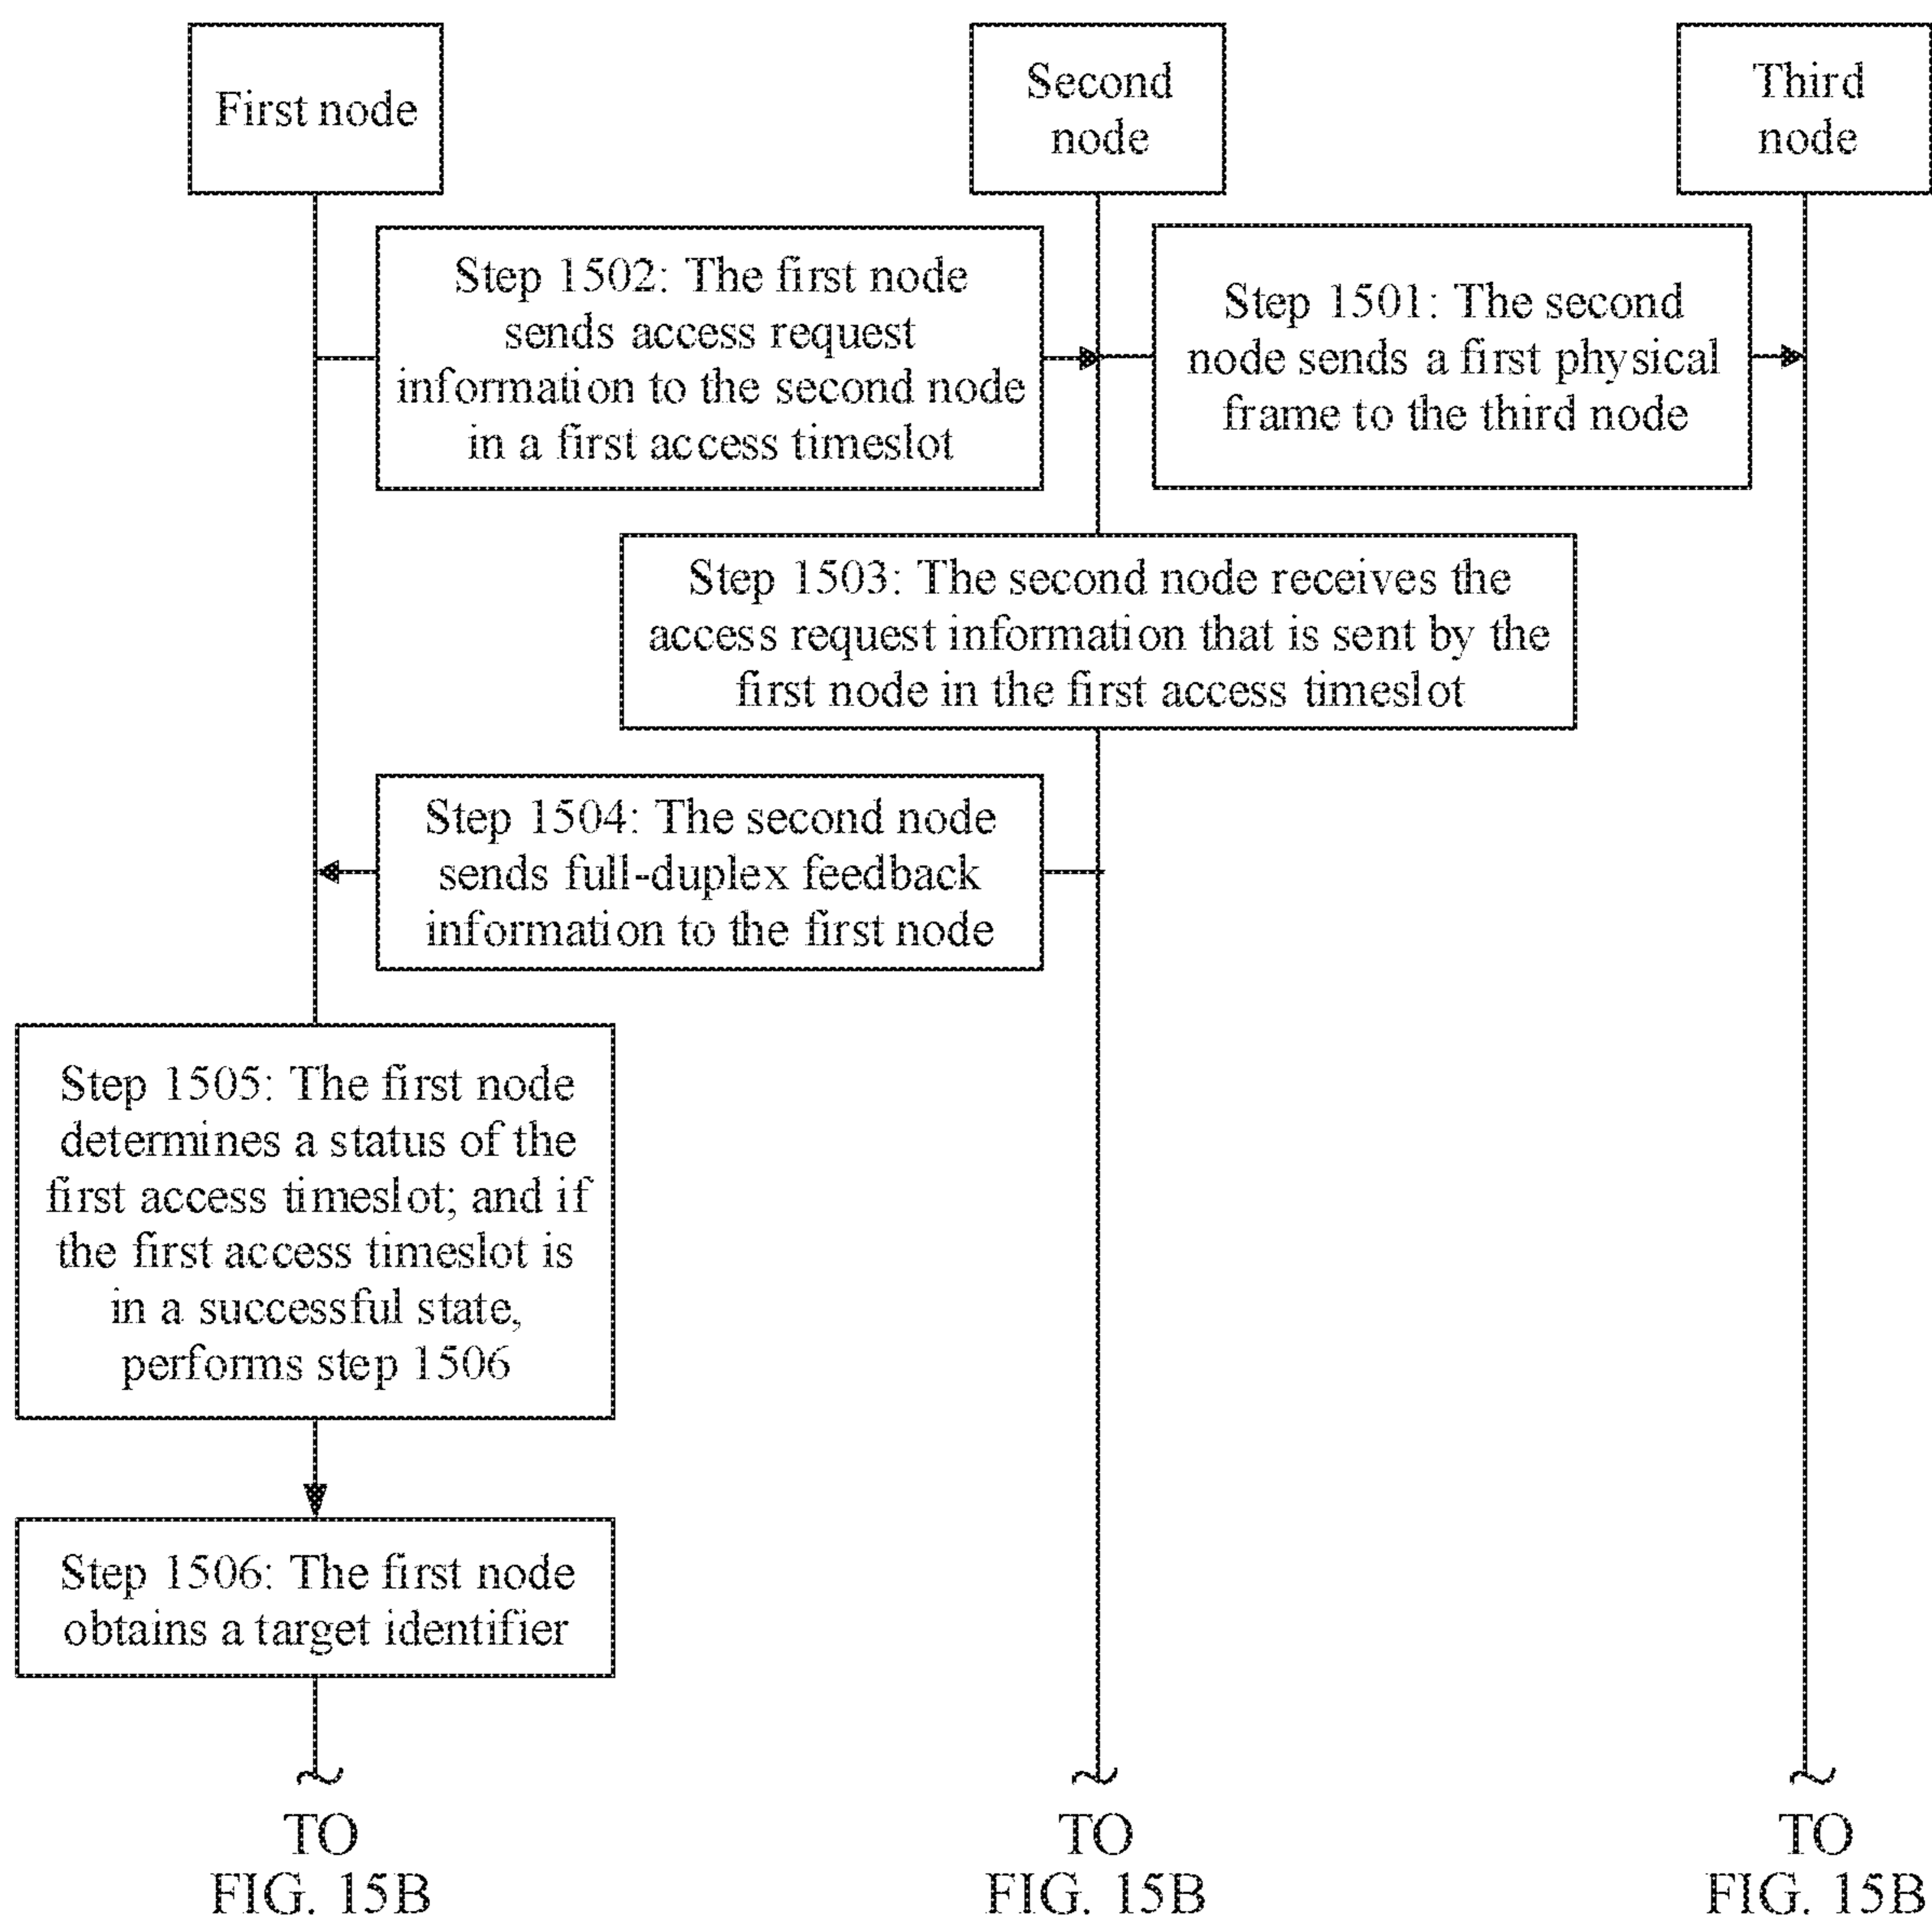 First node
Second
node
Third
node
Step 1502: The first node
sends access request
information to the second node
in a first access timeslot
Step 1501: The second
node sends a first physical
frame to the third node
Step 1503: The second node receives the
access request information that is sent by the
first node in the first access timeslot
Step 1504: The second node
sends full-duplex feedback
information to the first node
Step 1505: The first node
determines a status of the
first access timeslot; and if
the first access timeslot is
in a successful state,
performs step 1506
Step 1506: The first node
obtains a target identifier
TO
FIG. 15B
TO
FIG. 15B
TO
FIG. 15B